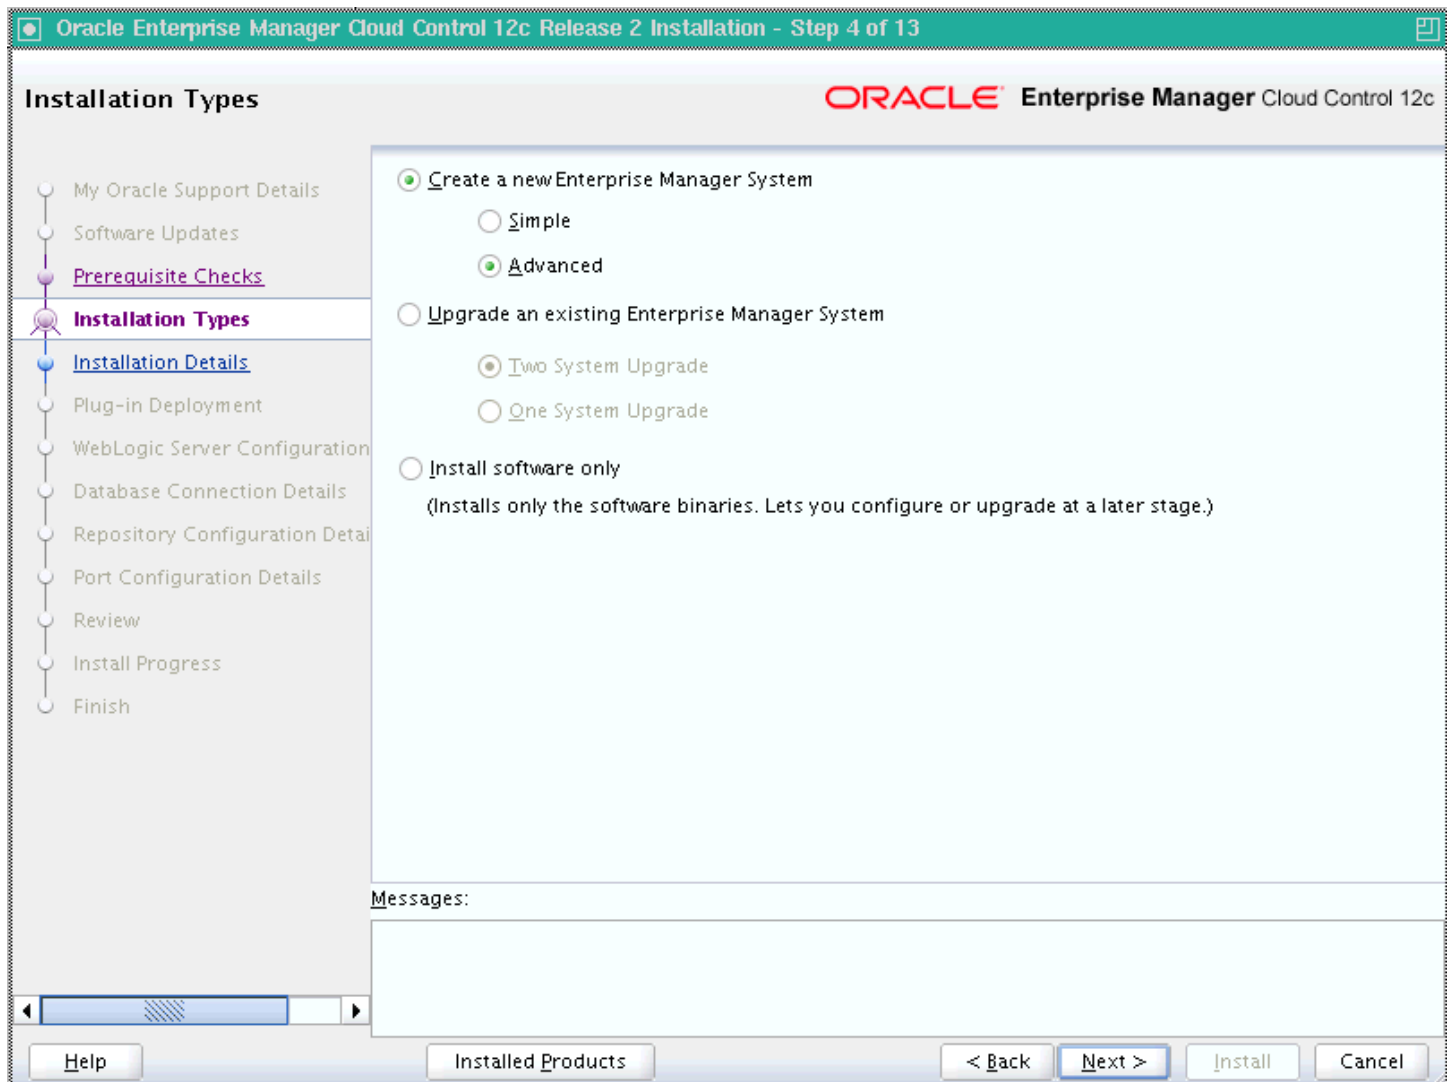 Oracle Enterprise Manager Cloud Control 12c Release 2 Installation - Step 4 of 13
Installation Types
ORACLE Enterprise Manager Cloud Control 12c
My Oracle Support Details
Software Updates
Prerequisite Checks
Installation Types
Installation Details
Plug-in Deployment
WebLogic Server Configuration
Database Connection Details
Repository Configuration Detai
Port Configuration Details
Review
Install Progress
Finish
Create a new Enterprise Manager System
Simple
Advanced
Upgrade an existing Enterprise Manager System
Two System Upgrade
One System Upgrade
Install software only
(Installs only the software binaries. Lets you configure or upgrade at a later stage.)
Messages:
Help
Installed Products
< Back
Next >
Install
Cancel